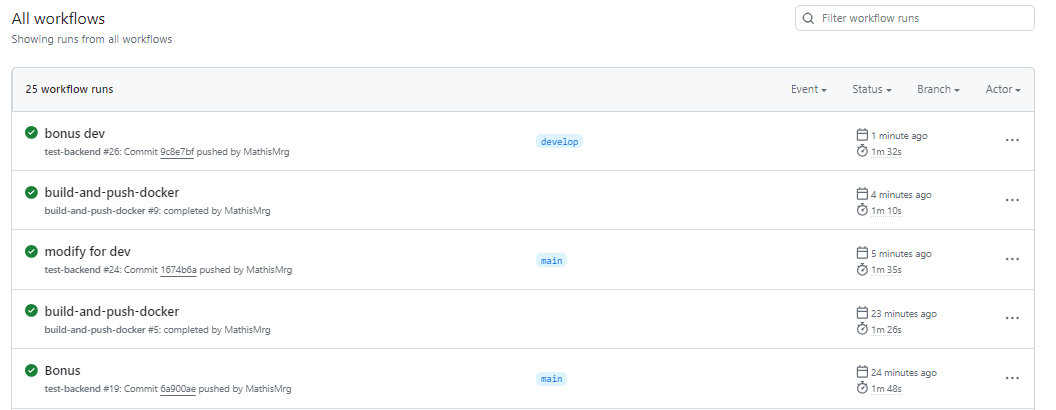 All workflows
Filter workflow runs
Showing runs from all workflows
25 workflow runs
Event Status Branch Actor
bonus dev
test-backend #26: Commit 9c8e7bf pushed by MathisMrg
develop
1 minute ago
1m 32s
build-and-push-docker
build-and-push-docker #9: completed by MathisMrg
4 minutes ago
1m 10s
modify for dev
test-backend #24: Commit 1674b6a pushed by MathisMrg
main
5 minutes ago
1m 35s
build-and-push-docker
build-and-push-docker #5: completed by MathisMrg
23 minutes ago
1m 26s
Bonus
test-backend #19: Commit 6a900ae pushed by MathisMrg
main
24 minutes ago
1m 48s